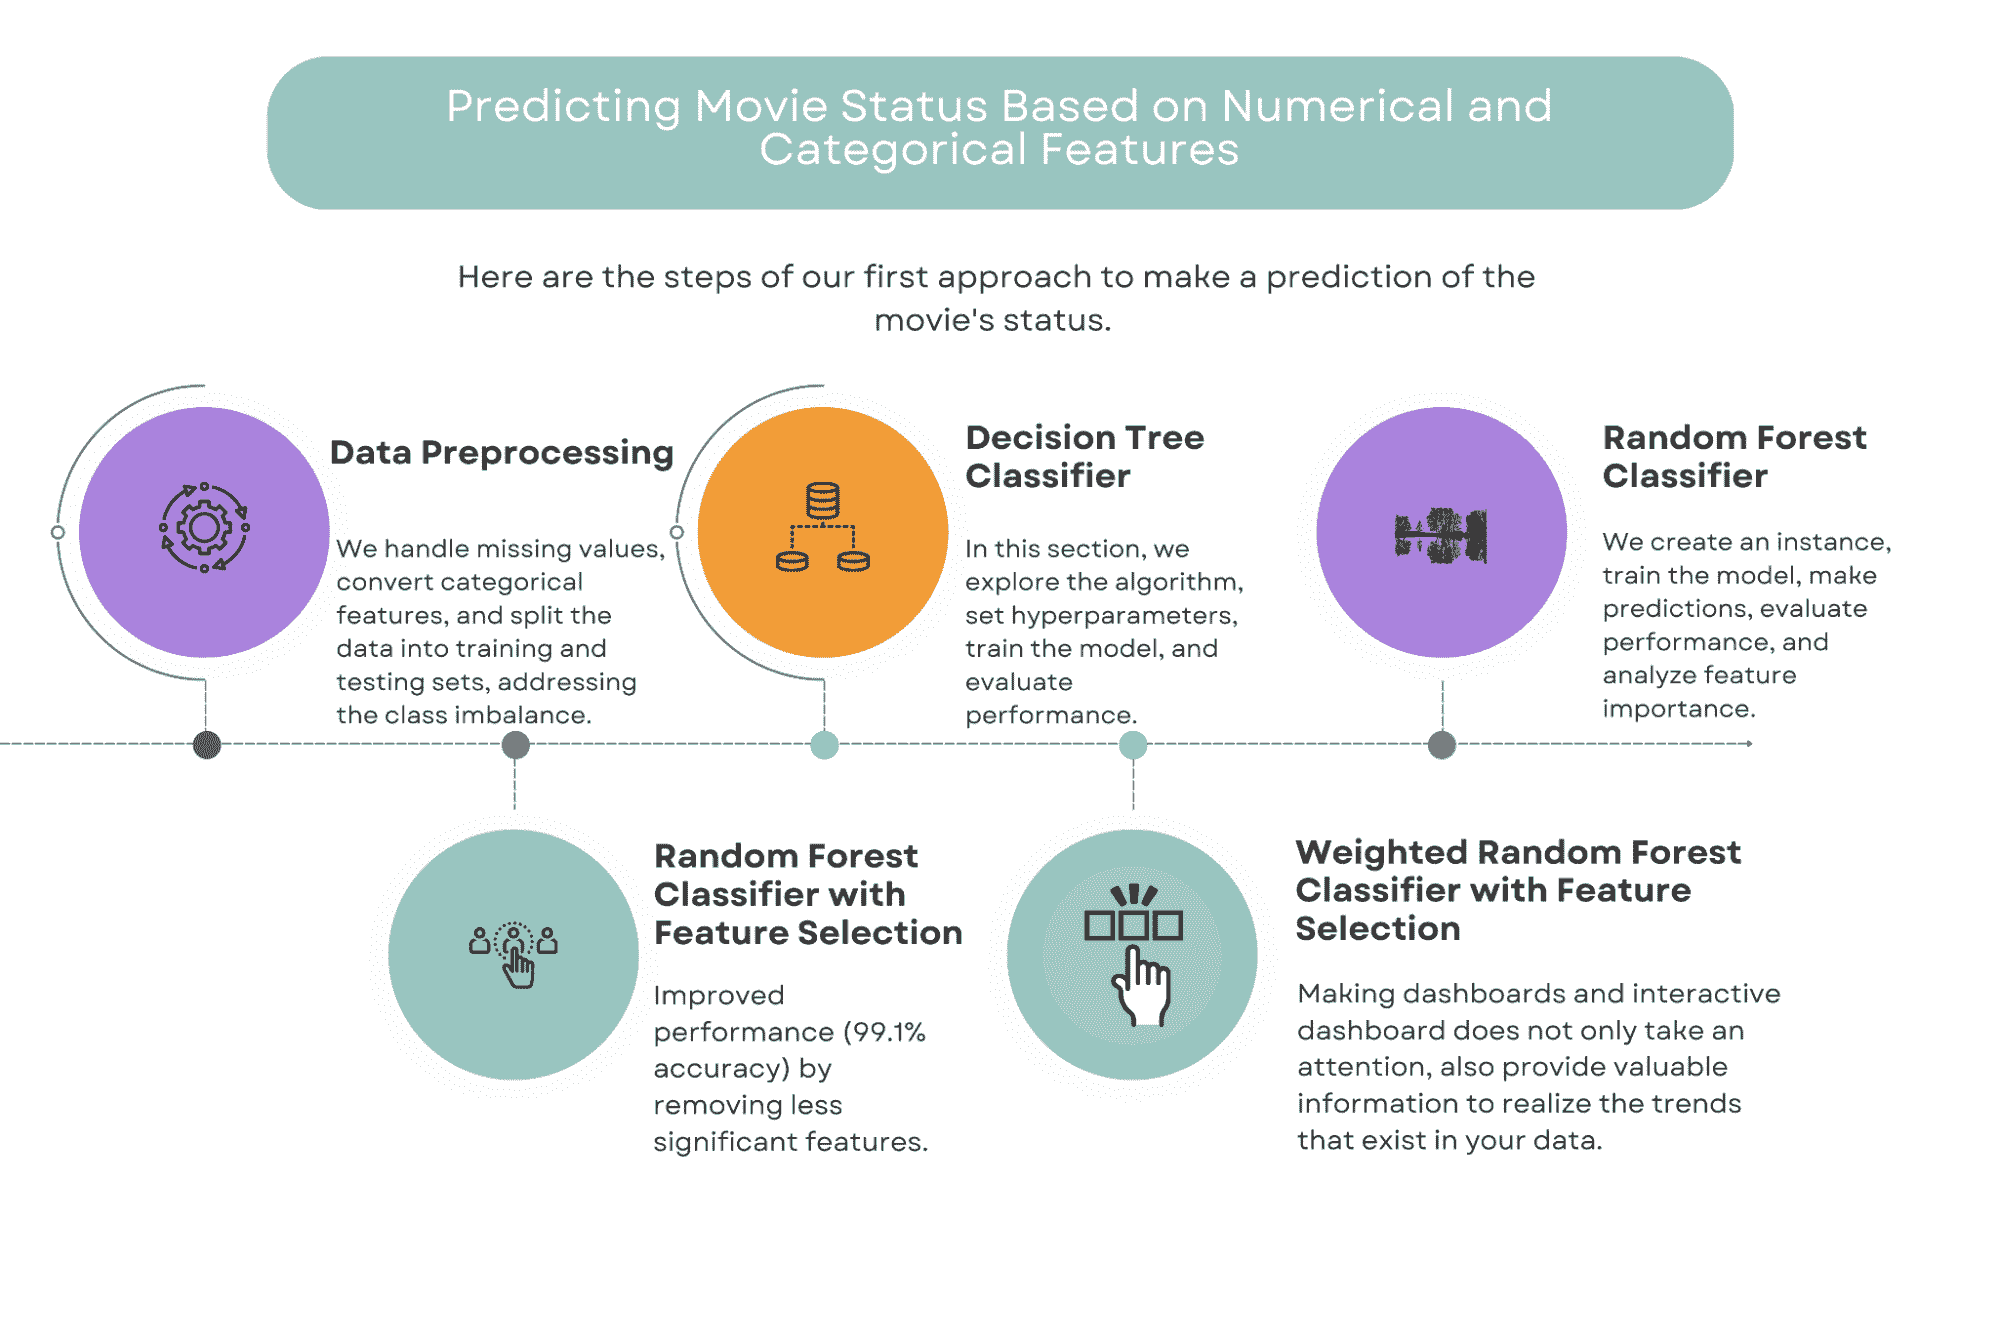 Predicting Movie Status Based on Numerical and
Categorical Features
Here are the steps of our first approach to make a prediction of the
movie's status.
Data Preprocessing
We handle missing values,
convert categorical
features, and split the
data into training and
testing sets, addressing
the class imbalance.
Decision Tree
Classifier
In this section, we
explore the algorithm,
set hyperparameters,
train the model, and
evaluate
performance.
Random Forest
Classifier
We create an instance,
train the model, make
predictions, evaluate
performance, and
analyze feature
importance.
Random Forest
Classifier with
Feature Selection
Improved
performance (99.1%
accuracy) by
removing less
significant features.
Weighted Random Forest
Classifier with Feature
Selection
Making dashboards and interactive
dashboard does not only take an
attention, also provide valuable
information to realize the trends
that exist in your data.